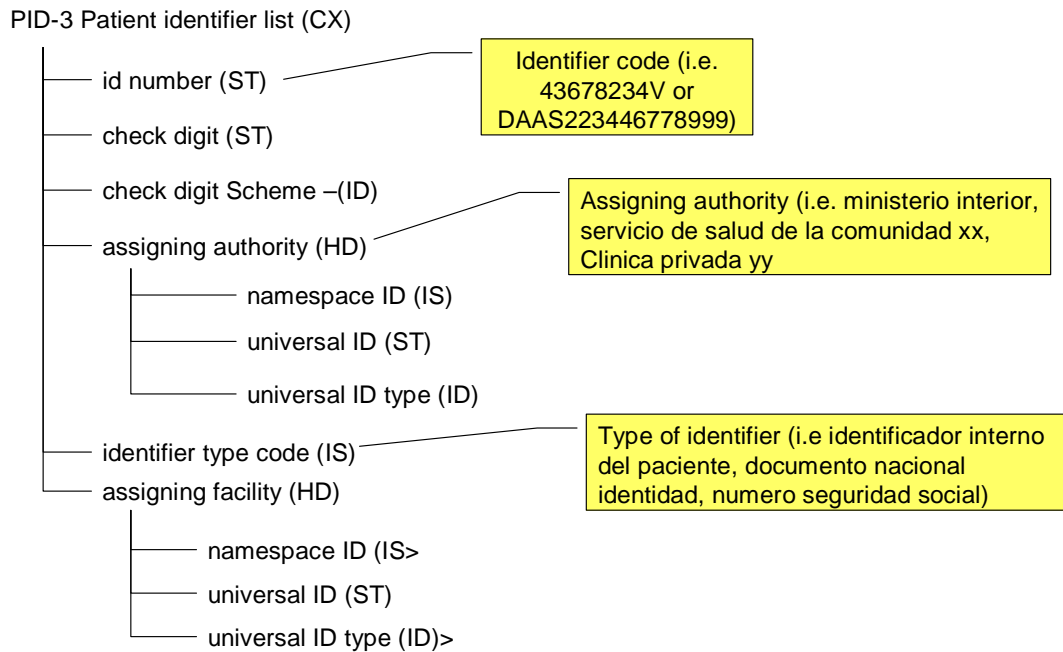 PID-3 Patient identifier list (CX)
id number (ST)
Identifier code (i.e.
43678234V or
DAAS223446778999)
check digit (ST)
check digit Scheme –(ID)
assigning authority (HD)
Assigning authority (i.e. ministerio interior,
servicio de salud de la comunidad xx,
Clinica privada yy
namespace ID (IS)
universal ID (ST)
universal ID type (ID)
identifier type code (IS)
Type of identifier (i.e identificador interno
del paciente, documento nacional
identidad, numero seguridad social)
assigning facility (HD)
namespace ID (IS>
universal ID (ST)
universal ID type (ID)>